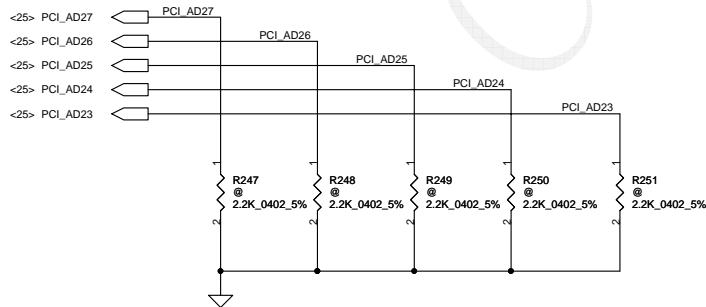 <25> PCI_AD27 PCI_AD27
<25> PCI_AD26 PCI_AD26
<25> PCI_AD25 PCI_AD25
<25> PCI_AD24 PCI_AD24
<25> PCI_AD23 PCI_AD23
1 1 1 1 1
R247 R248 R249 R250 R251
@ @ @ @ @
2.2K_0402_5% 2.2K_0402_5% 2.2K_0402_5% 2.2K_0402_5% 2.2K_0402_5%
2 2 2 2 2